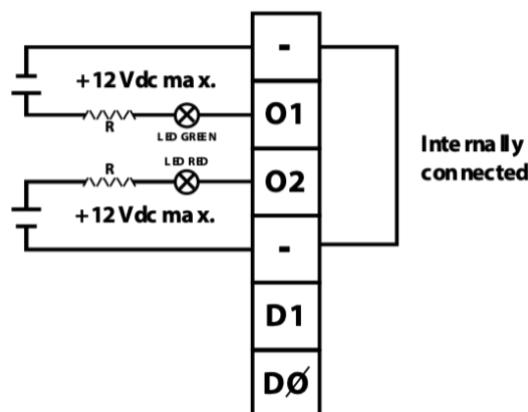 -
+12 Vdc max.
O1
R
LED GREEN
Internally
connected
R
LED RED
O2
+12 Vdc max.
-
D1
DØ